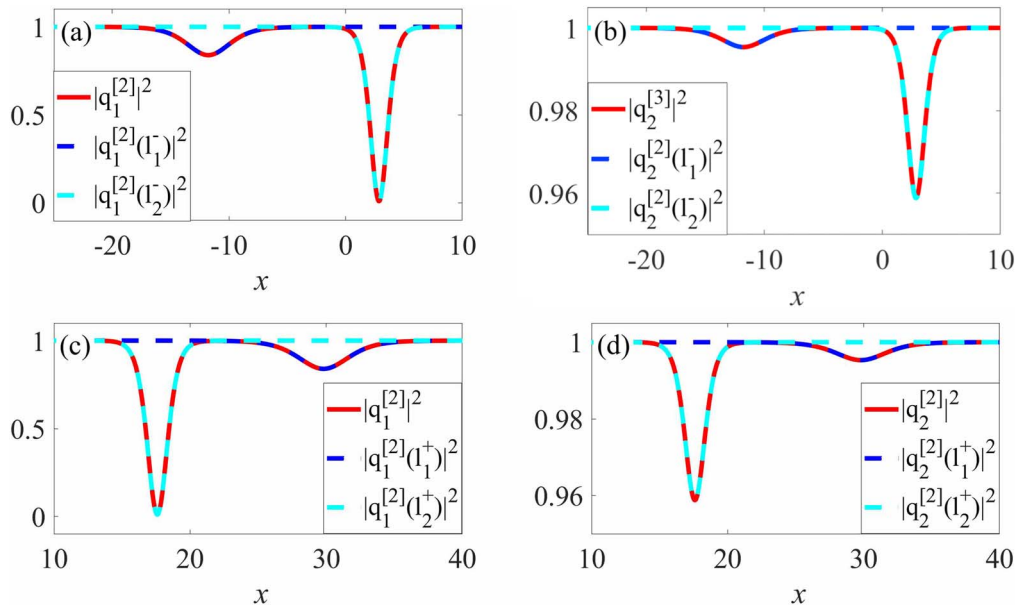 (a)
1
0.5
0
|q₁^[2]|²
|q₁^[2](l₁⁻)|²
|q₁^[2](l₂⁻)|²
-20 -10 0 10
x
(b)
1
0.98
0.96
|q₂^[3]|²
|q₂^[2](l₁⁻)|²
|q₂^[2](l₂⁻)|²
-20 -10 0 10
x
(c)
1
0.5
0
|q₁^[2]|²
|q₁^[2](l₁⁺)|²
|q₁^[2](l₂⁺)|²
10 20 30 40
x
(d)
1
0.98
0.96
|q₂^[2]|²
|q₂^[2](l₁⁺)|²
|q₂^[2](l₂⁺)|²
10 20 30 40
x